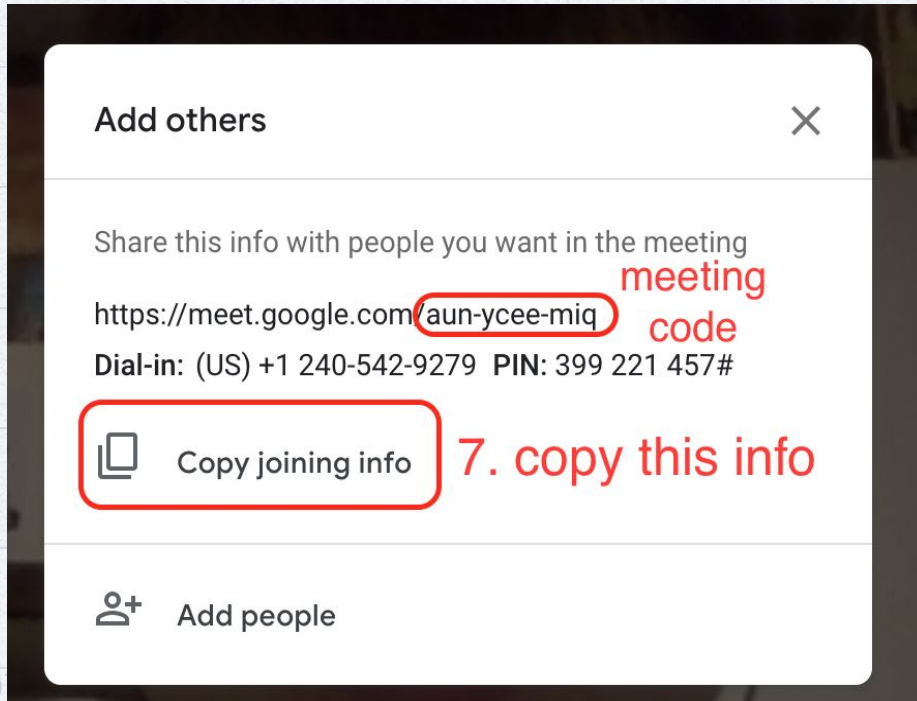 Add others
Share this info with people you want in the meeting
meeting
code
https://meet.google.com/aun-ycee-miq
Dial-in: (US) +1 240-542-9279 PIN: 399 221 457#
Copy joining info
7. copy this info
Add people